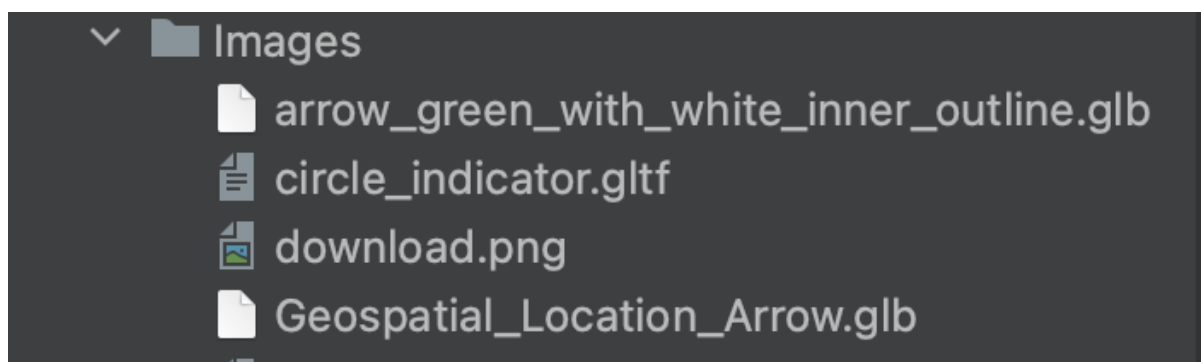 Images
arrow_green_with_white_inner_outline.glb
circle_indicator.gltf
download.png
Geospatial_Location_Arrow.glb